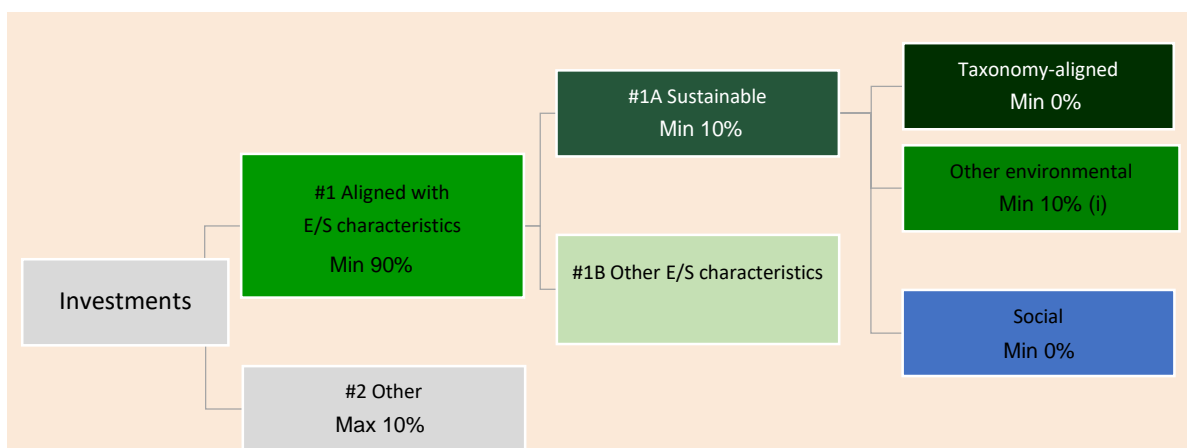 Investments
#1 Aligned with
E/S characteristics
Min 90%
#2 Other
Max 10%
#1A Sustainable
Min 10%
#1B Other E/S characteristics
Taxonomy-aligned
Min 0%
Other environmental
Min 10% (i)
Social
Min 0%